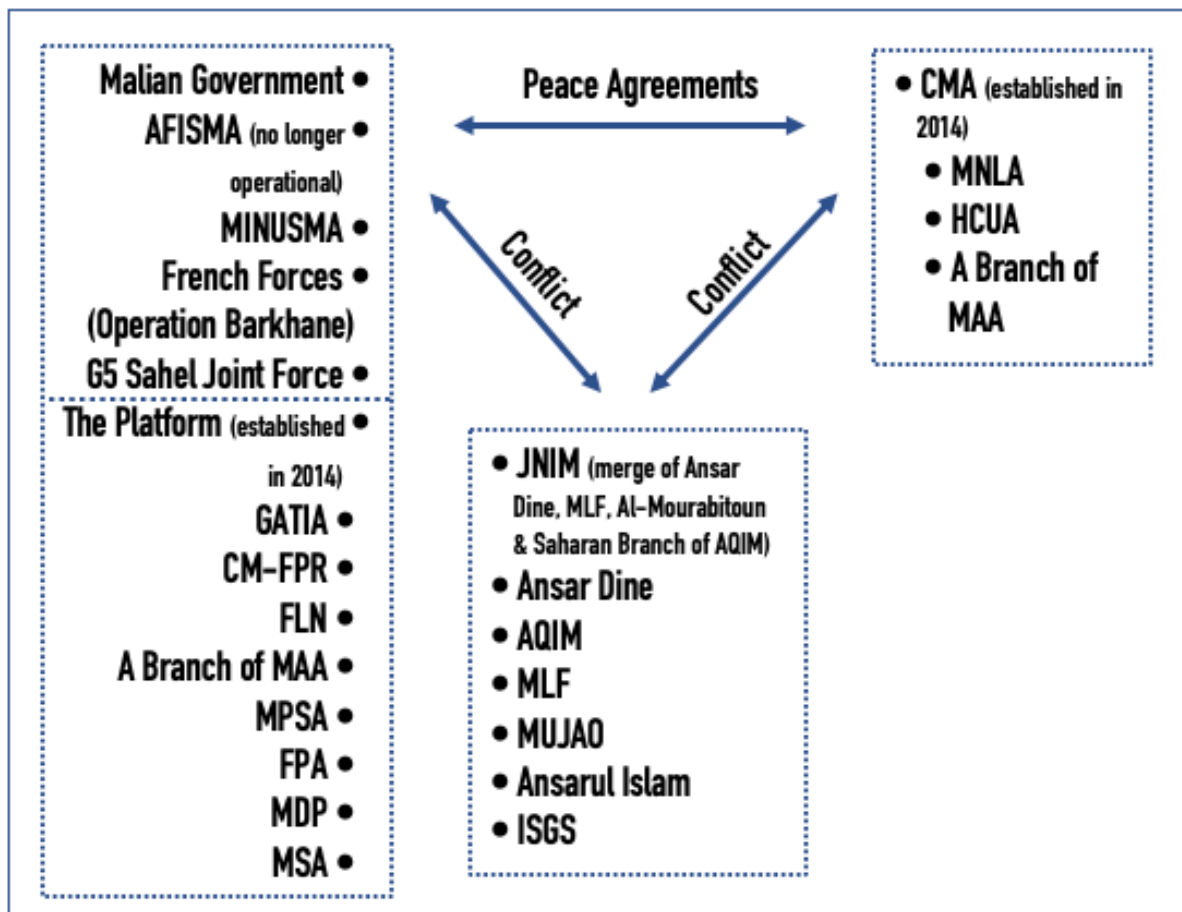 Malian Government •
AFISMA (no longer •
operational)
MINUSMA •
French Forces •
(Operation Barkhane)
G5 Sahel Joint Force •
The Platform (established •
in 2014)
GATIA •
CM-FPR •
FLN •
A Branch of MAA •
MPSA •
FPA •
MDP •
MSA •
Peace Agreements
Conflict
Conflict
• CMA (established in
2014)
• MNLA
• HCUA
• A Branch of
MAA
• JNIM (merge of Ansar
Dine, MLF, Al-Mourabitoun
& Saharan Branch of AQIM)
• Ansar Dine
• AQIM
• MLF
• MUJAO
• Ansarul Islam
• ISGS